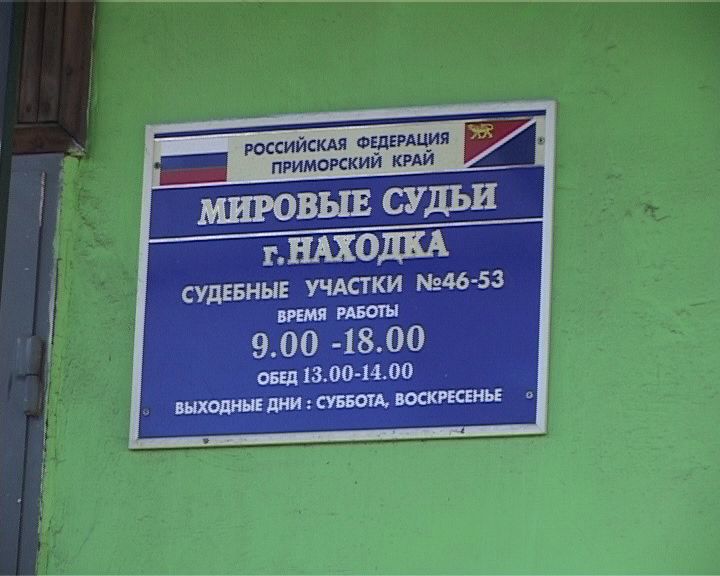 РОССИЙСКАЯ ФЕДЕРАЦИЯ
ПРИМОРСКИЙ КРАЙ
МИРОВЫЕ СУДЬИ
г.НАХОДКА
СУДЕБНЫЕ УЧАСТКИ №46-53
ВРЕМЯ РАБОТЫ
9.00 -18.00
ОБЕД 13.00-14.00
ВЫХОДНЫЕ ДНИ : СУББОТА, ВОСКРЕСЕНЬЕ